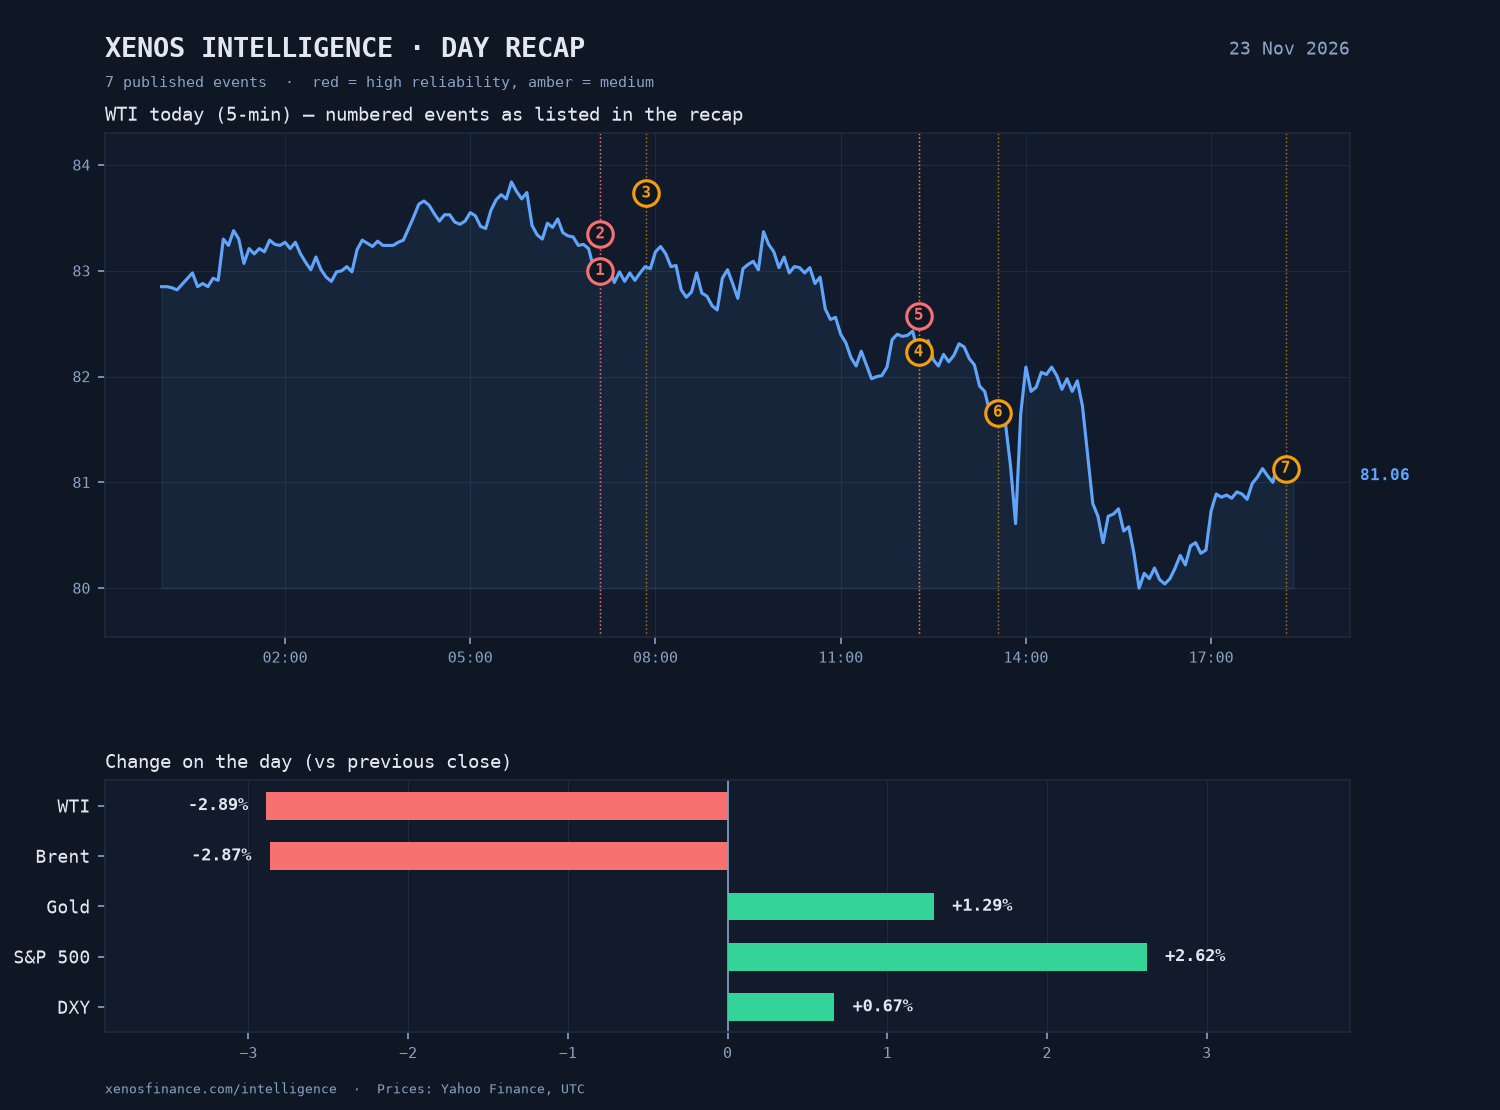 XENOS INTELLIGENCE · DAY RECAP
23 Nov 2026
7 published events · red = high reliability, amber = medium
WTI today (5-min) — numbered events as listed in the recap
84
83
82
81
80
3
2
1
5
4
6
7
81.06
02:00 05:00 08:00 11:00 14:00 17:00
Change on the day (vs previous close)
WTI -2.89%
Brent -2.87%
Gold +1.29%
S&P 500 +2.62%
DXY +0.67%
−3 −2 −1 0 1 2 3
xenosfinance.com/intelligence · Prices: Yahoo Finance, UTC